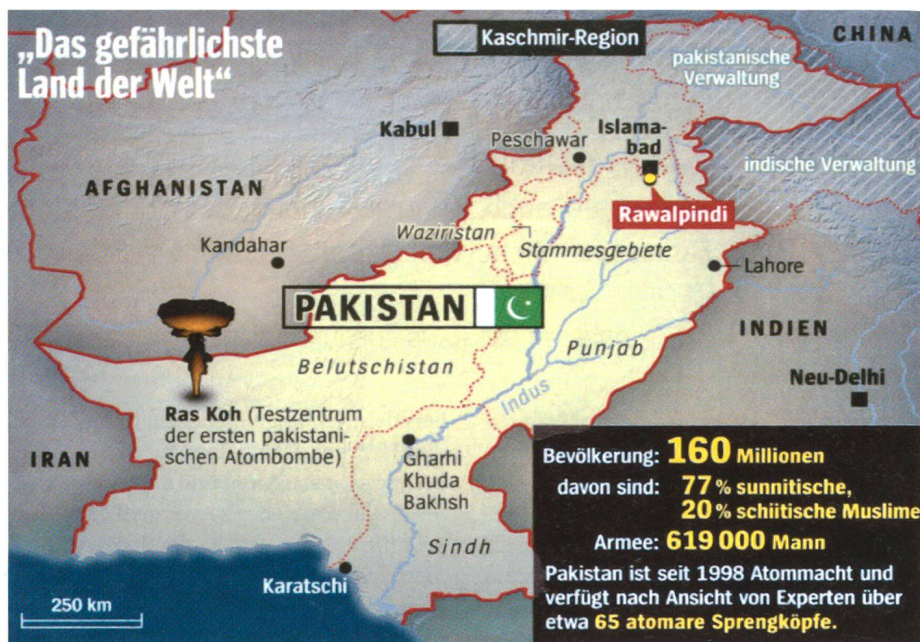 „Das gefährlichste
Land der Welt“
Kaschmir-Region
CHINA
pakistanische
Verwaltung
Kabul
Islama-
bad
Peschawar
indische Verwaltung
AFGHANISTAN
Rawalpindi
Waziristan
Stammesgebiete
Kandahar
Lahore
PAKISTAN
INDIEN
Punjab
Belutschistan
Neu-Delhi
Indus
Ras Koh (Testzentrum
der ersten pakistani-
schen Atombombe)
IRAN
Gharhi
Khuda
Bakhsh
Sindh
Karatschi
250 km
Bevölkerung: 160 Millionen
davon sind: 77 % sunnitische,
20 % schiitische Muslime
Armee: 619 000 Mann
Pakistan ist seit 1998 Atommacht und
verfügt nach Ansicht von Experten über
etwa 65 atomare Sprengköpfe.